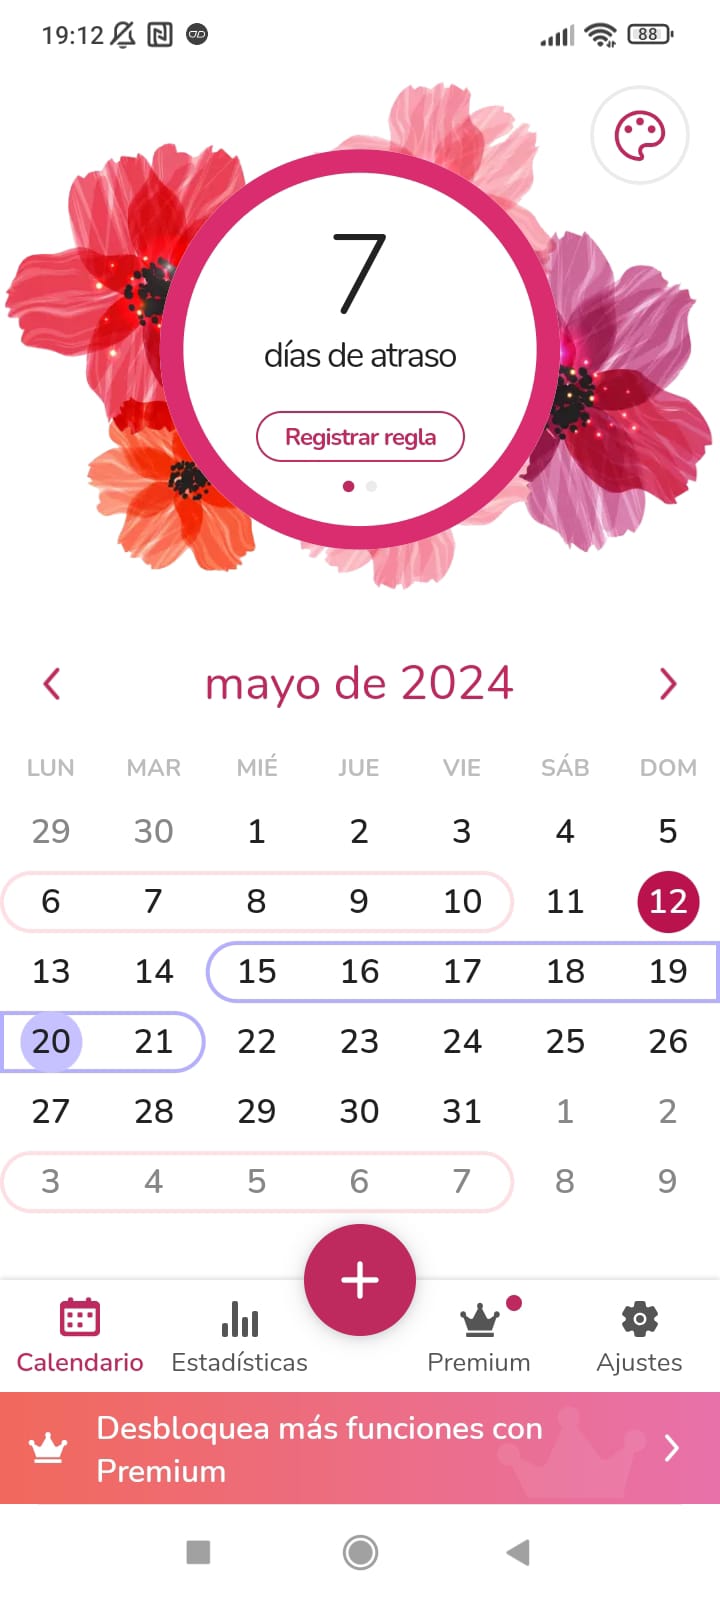 19:12 88
7
días de atraso
Registrar regla
mayo de 2024
LUN MAR MIÉ JUE VIE SÁB DOM
29 30 1 2 3 4 5
6 7 8 9 10 11 12
13 14 15 16 17 18 19
20 21 22 23 24 25 26
27 28 29 30 31 1 2
3 4 5 6 7 8 9
Calendario Estadísticas Premium Ajustes
Desbloquea más funciones con
Premium